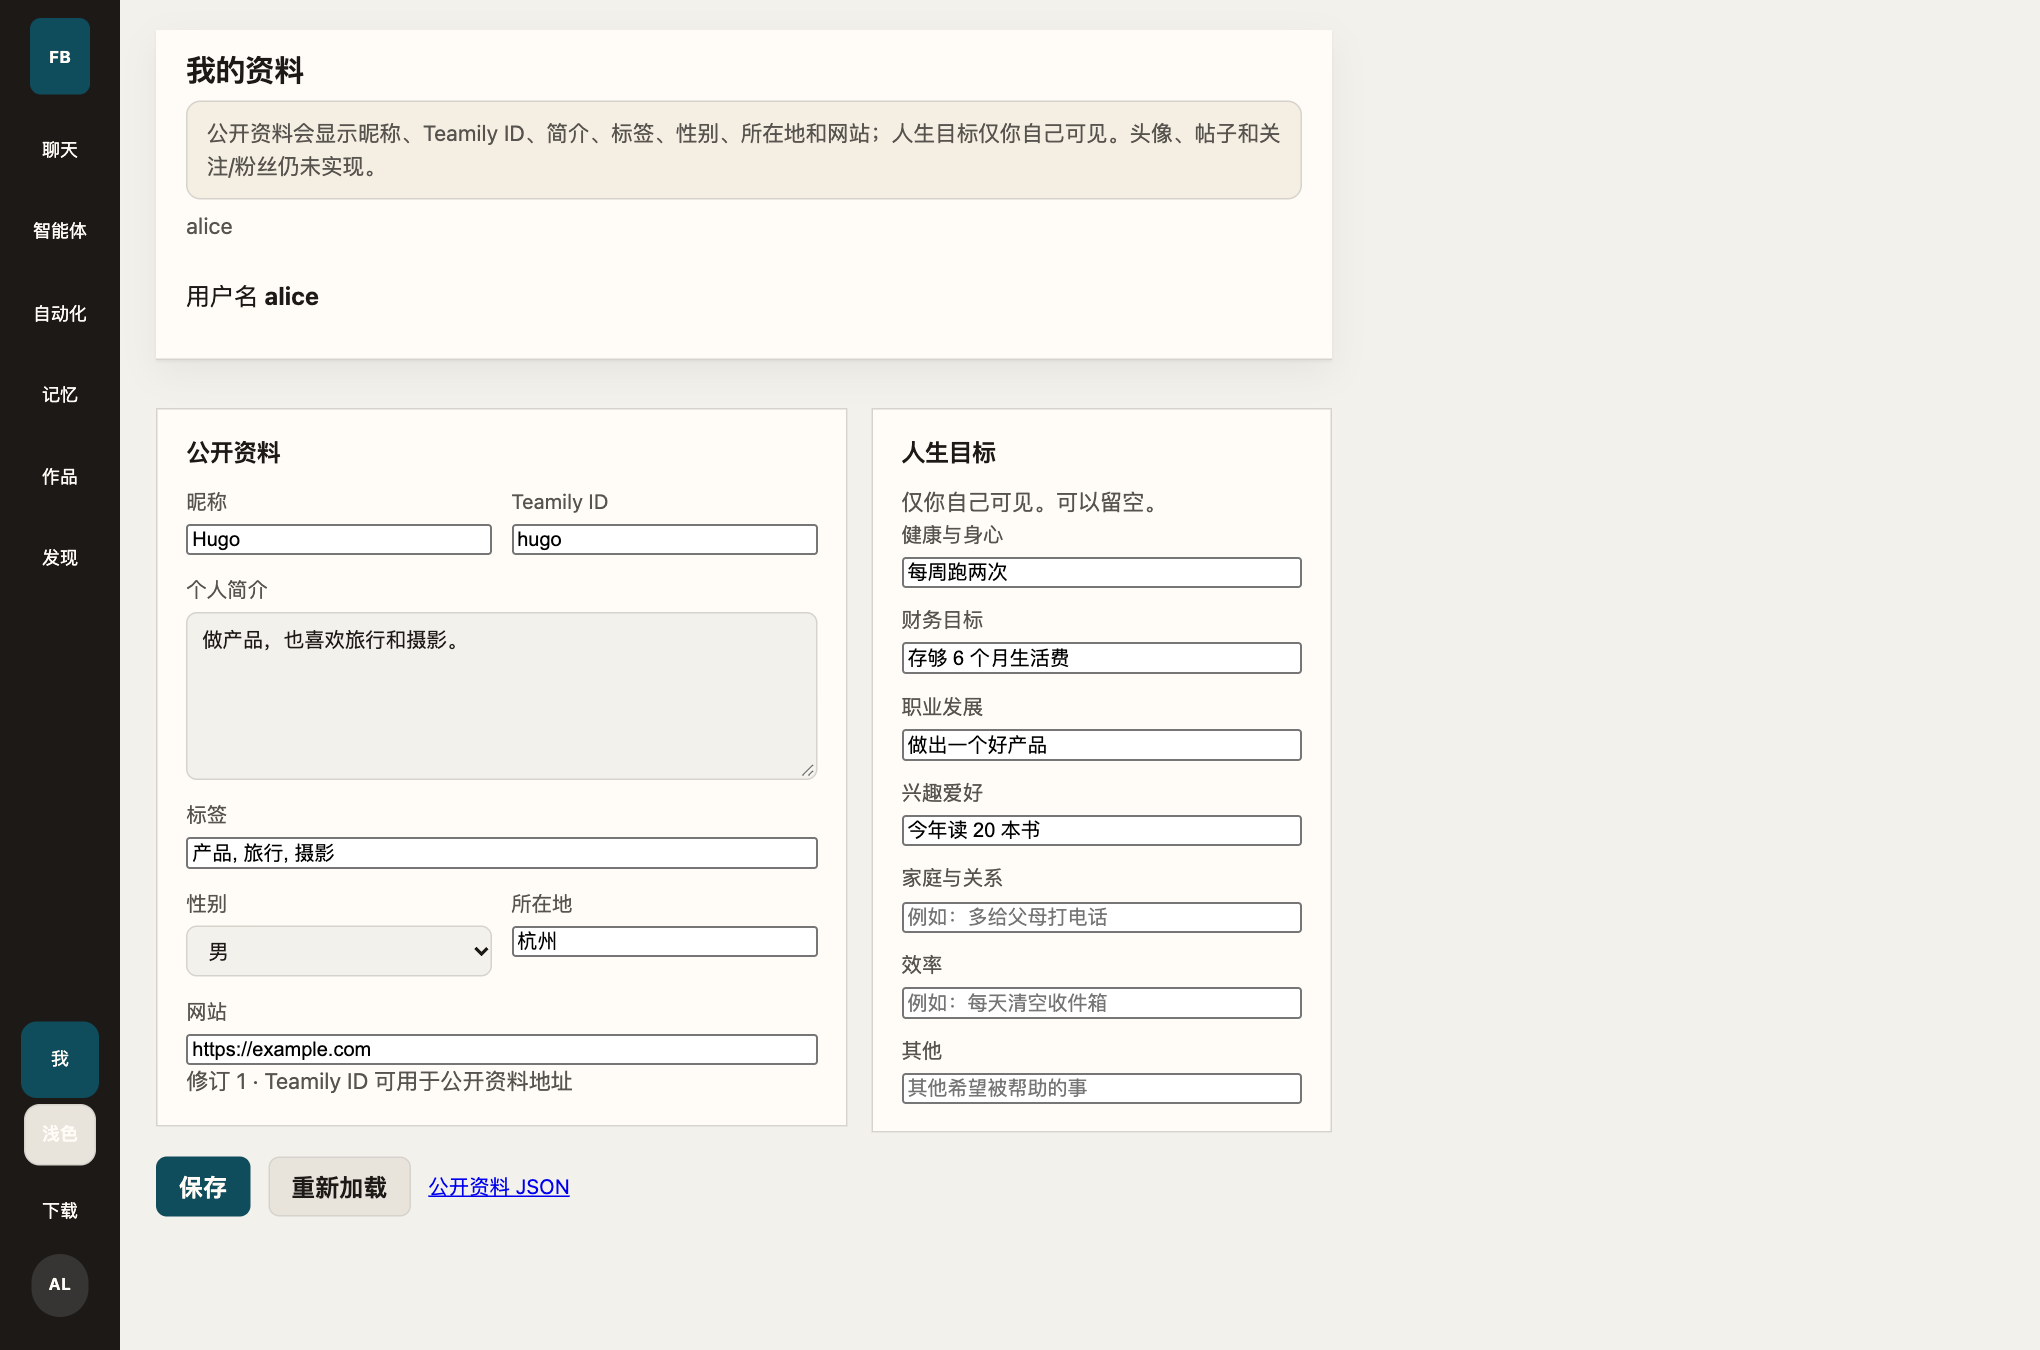 FB
聊天
智能体
自动化
记忆
作品
发现
我
浅色
下载
AL
我的资料
公开资料会显示昵称、Teamily ID、简介、标签、性别、所在地和网站；人生目标仅你自己可见。头像、帖子和关
注/粉丝仍未实现。
alice
用户名 alice
公开资料
昵称
Hugo
Teamily ID
hugo
个人简介
做产品，也喜欢旅行和摄影。
标签
产品, 旅行, 摄影
性别
男
所在地
杭州
网站
https://example.com
修订 1 · Teamily ID 可用于公开资料地址
人生目标
仅你自己可见。可以留空。
健康与身心
每周跑两次
财务目标
存够 6 个月生活费
职业发展
做出一个好产品
兴趣爱好
今年读 20 本书
家庭与关系
例如：多给父母打电话
效率
例如：每天清空收件箱
其他
其他希望被帮助的事
保存
重新加载
公开资料 JSON